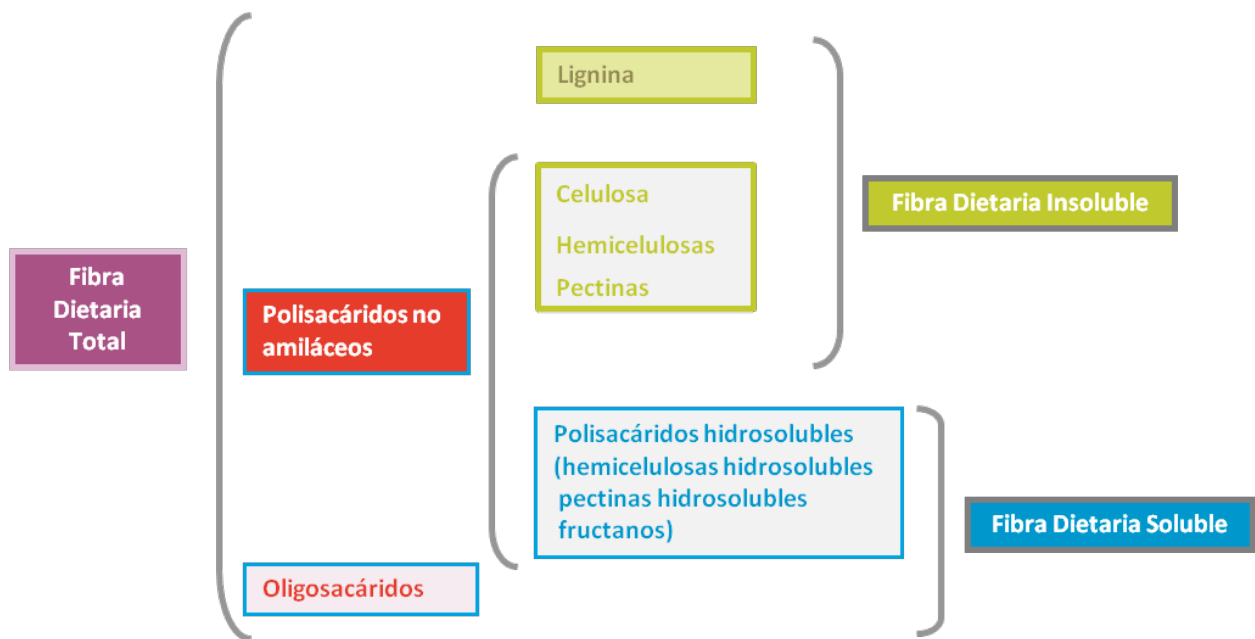 Fibra
Dietaria
Total
Polisacáridos no
amiláceos
Oligosacáridos
Lignina
Celulosa
Hemicelulosas
Pectinas
Polisacáridos hidrosolubles
(hemicelulosas hidrosolubles
pectinas hidrosolubles
fructanos)
Fibra Dietaria Insoluble
Fibra Dietaria Soluble